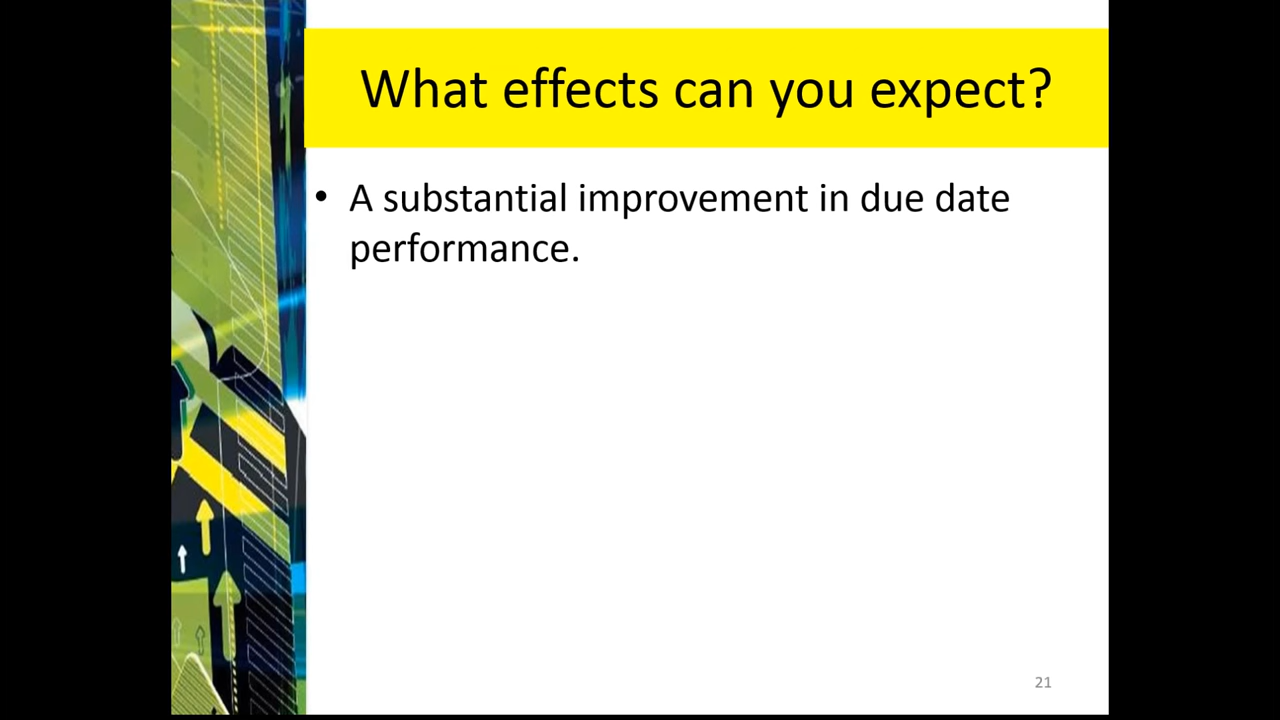 What effects can you expect?
• A substantial improvement in due date
performance.
21